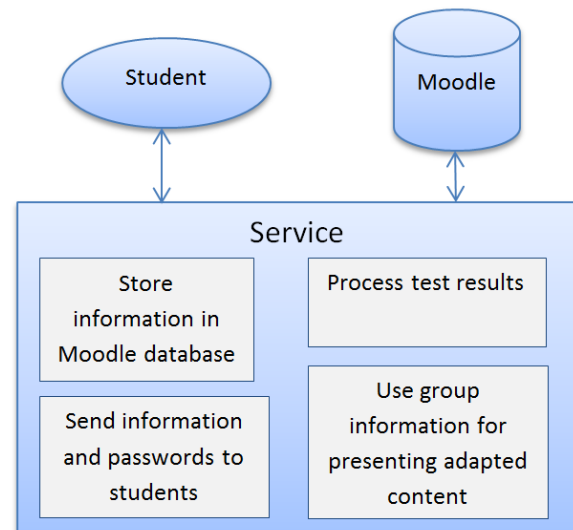 Student
Moodle
Service
Store
information in
Moodle database
Process test results
Send information
and passwords to
students
Use group
information for
presenting adapted
content